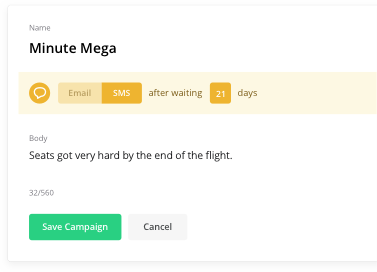 Name
Minute Mega
Email SMS after waiting 21 days
Body
Seats got very hard by the end of the flight.
32/560
Save Campaign Cancel